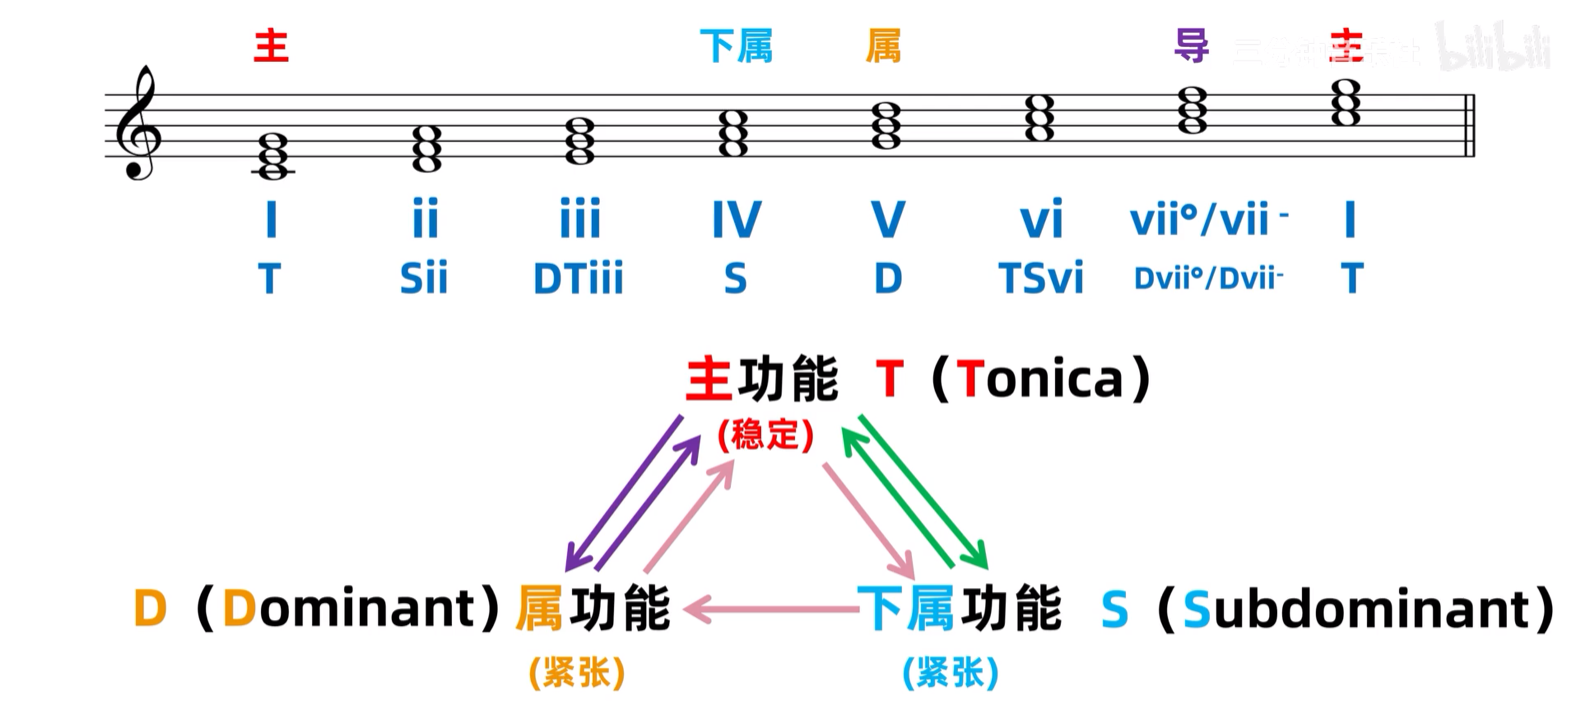 主 下属 属 导 主 bilibili
I ii iii IV V vi vii°/vii- I
T Sii DTiii S D TSvi Dvii°/Dvii- T
主功能 T（Tonica）
(稳定)
D（Dominant）属功能 下属功能 S（Subdominant）
(紧张) (紧张)